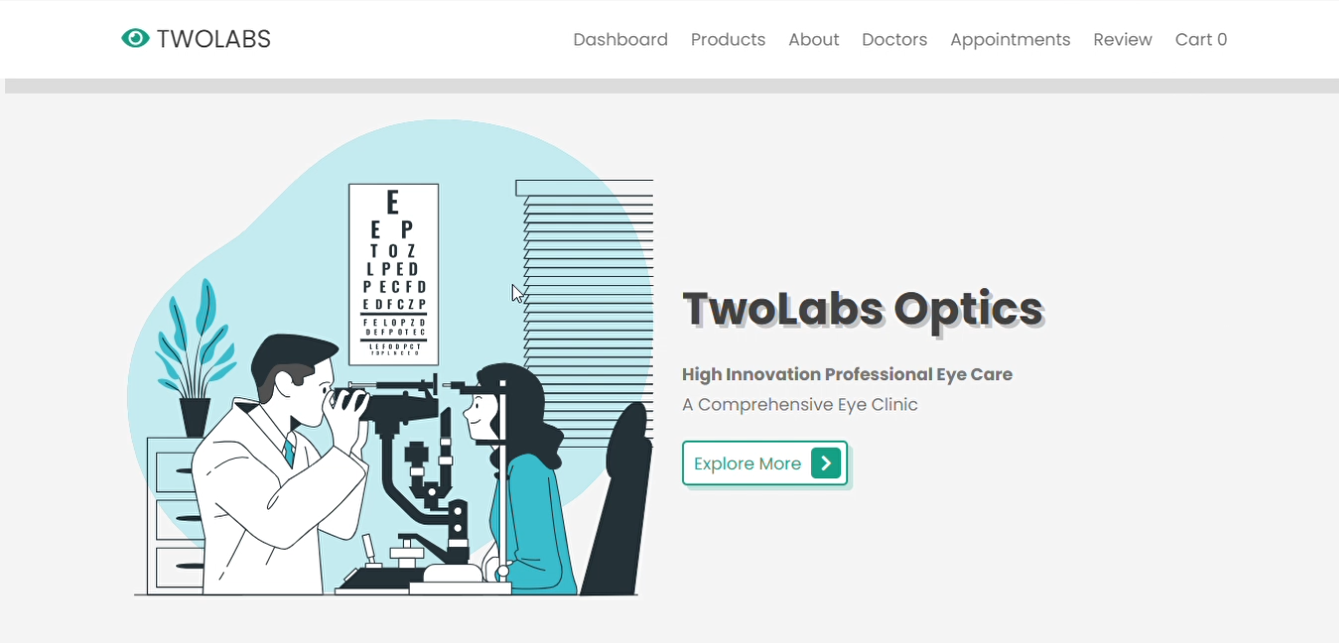 TWOLABS
Dashboard Products About Doctors Appointments Review Cart 0
E
E P
T O Z
L P E D
P E C F D
E D F C Z P
F E L O P Z D
D E F P O T E C
L E F O D P C T
TwoLabs Optics
High Innovation Professional Eye Care
A Comprehensive Eye Clinic
Explore More